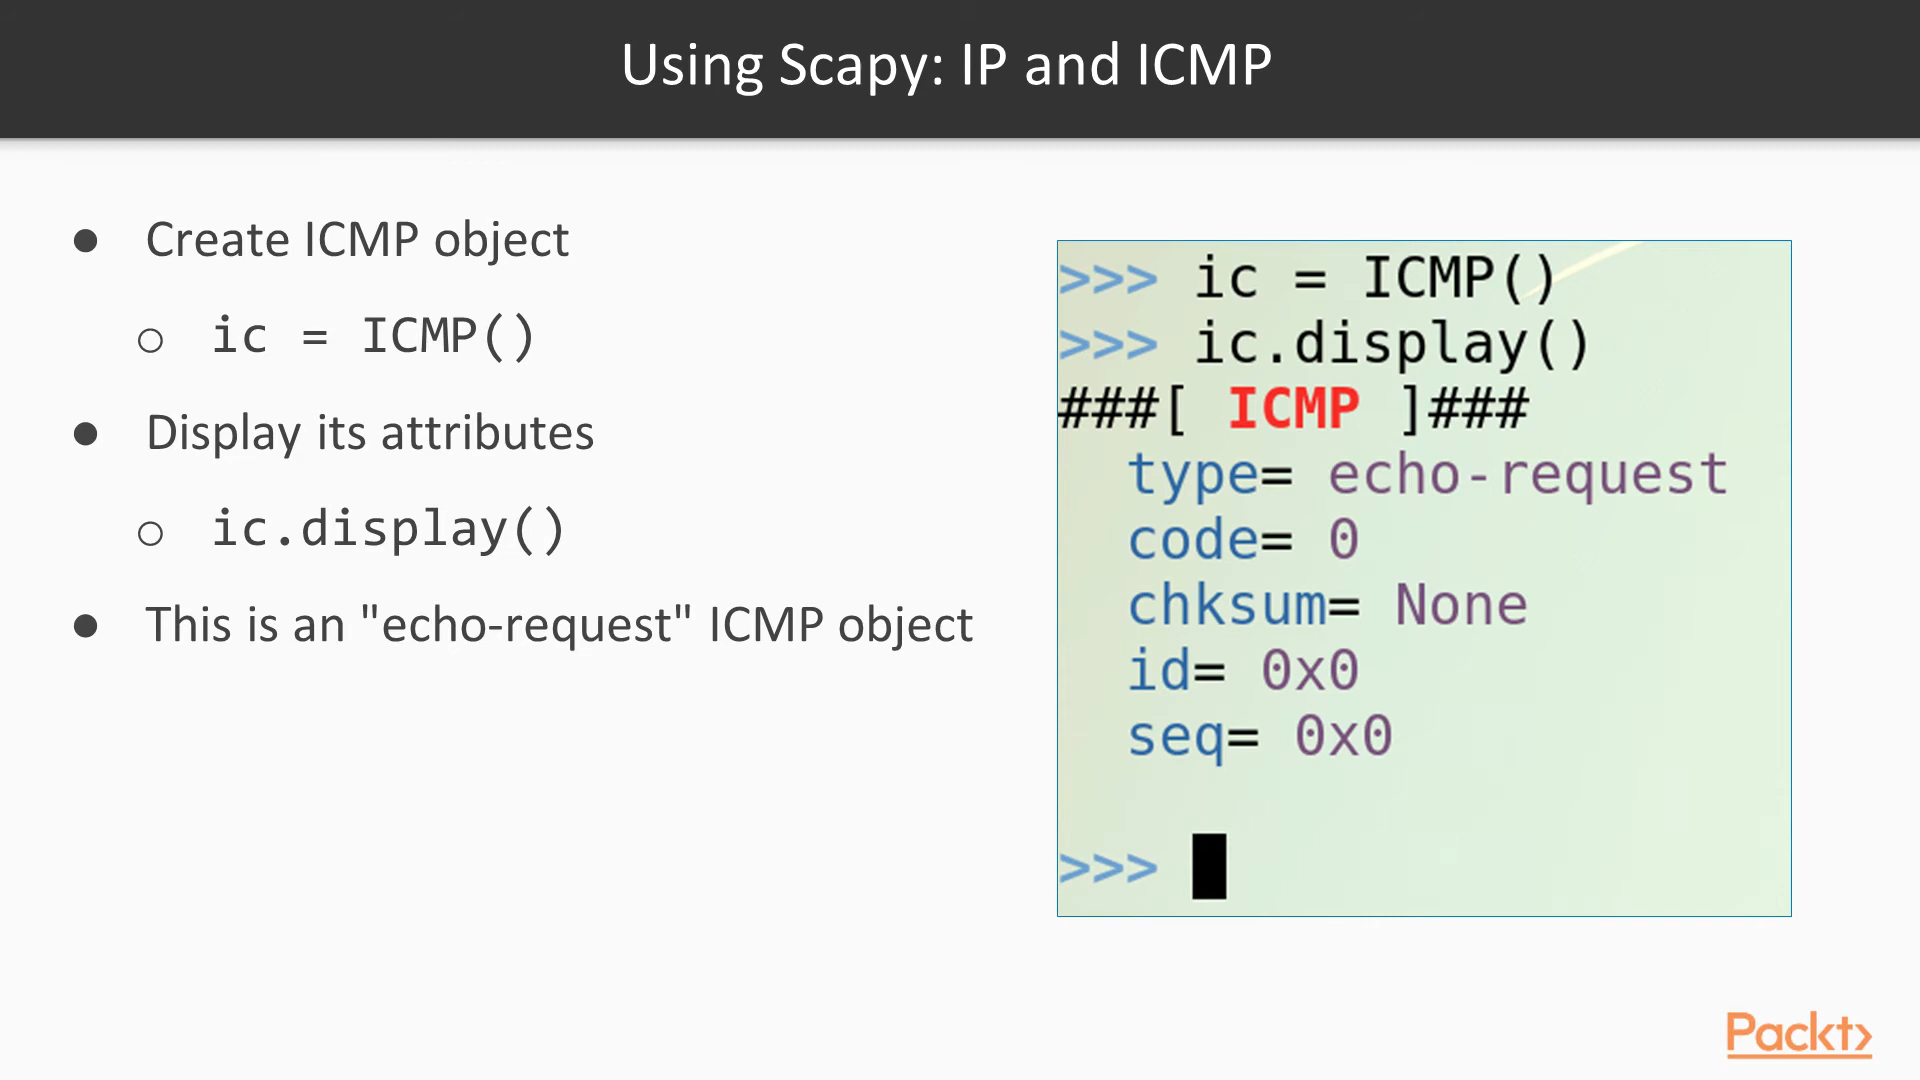 Using Scapy: IP and ICMP
● Create ICMP object
○ ic = ICMP()
● Display its attributes
○ ic.display()
● This is an "echo-request" ICMP object
>>> ic = ICMP()
>>> ic.display()
###[ ICMP ]###
type= echo-request
code= 0
chksum= None
id= 0x0
seq= 0x0
>>>
Packt>